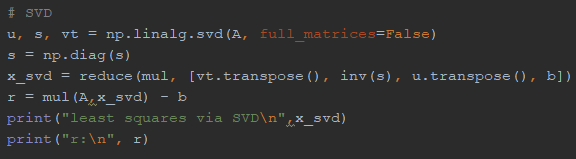 # SVD
u, s, vt = np.linalg.svd(A, full_matrices=False)
s = np.diag(s)
x_svd = reduce(mul, [vt.transpose(), inv(s), u.transpose(), b])
r = mul(A,x_svd) - b
print("least squares via SVD\n",x_svd)
print("r:\n", r)